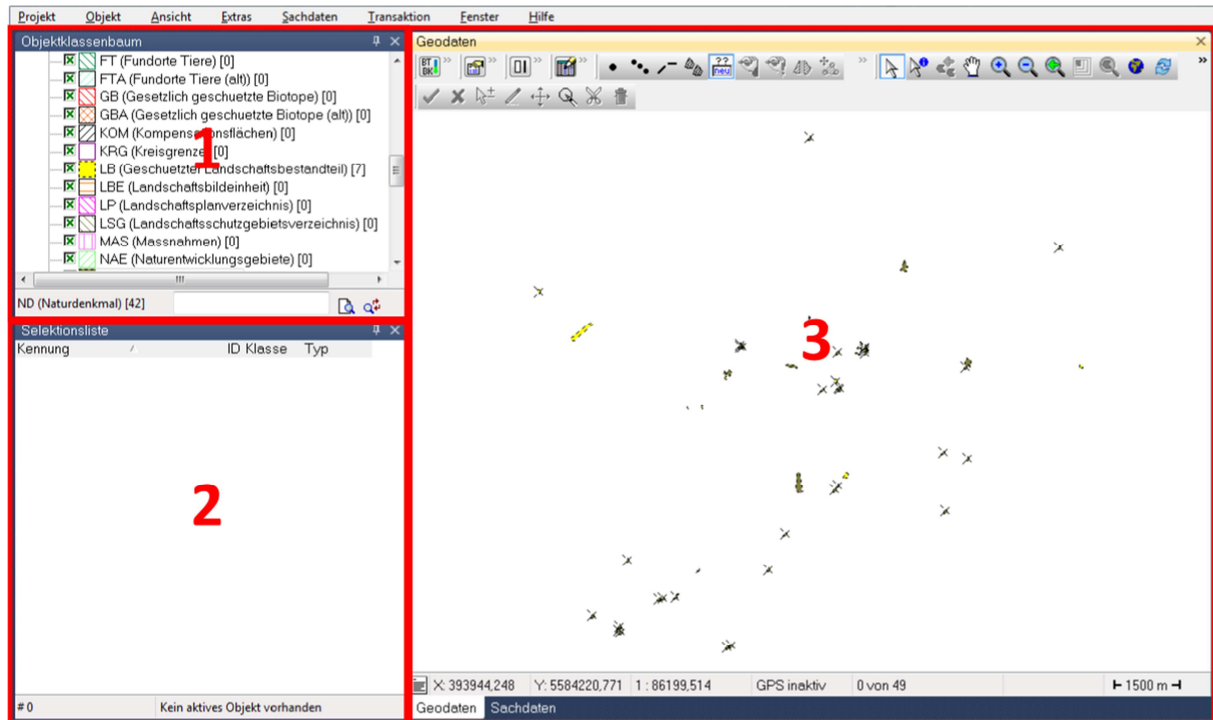 Projekt Objekt Ansicht Extras Sachdaten Transaktion Fenster Hilfe
Objektklassenbaum
FT (Fundorte Tiere) [0]
FTA (Fundorte Tiere (alt)) [0]
GB (Gesetzlich geschuetzte Biotope) [0]
GBA (Gesetzlich geschuetzte Biotope (alt)) [0]
KOM (Kompensationsflächen) [0]
KRG (Kreisgrenze) [0]
LB (Geschuetzter Landschaftsbestandteil) [7]
LBE (Landschaftsbildeinheit) [0]
LP (Landschaftsplanverzeichnis) [0]
LSG (Landschaftsschutzgebietsverzeichnis) [0]
MAS (Massnahmen) [0]
NAE (Naturentwicklungsgebiete) [0]
1
ND (Naturdenkmal) [42]
Selektionsliste
Kennung ID Klasse Typ
2
# 0 Kein aktives Objekt vorhanden
Geodaten
BT
BK
??
neu
3
X: 393944,248 Y: 5584220,771 1 : 86199,514 GPS inaktiv 0 von 49 1500 m
Geodaten Sachdaten